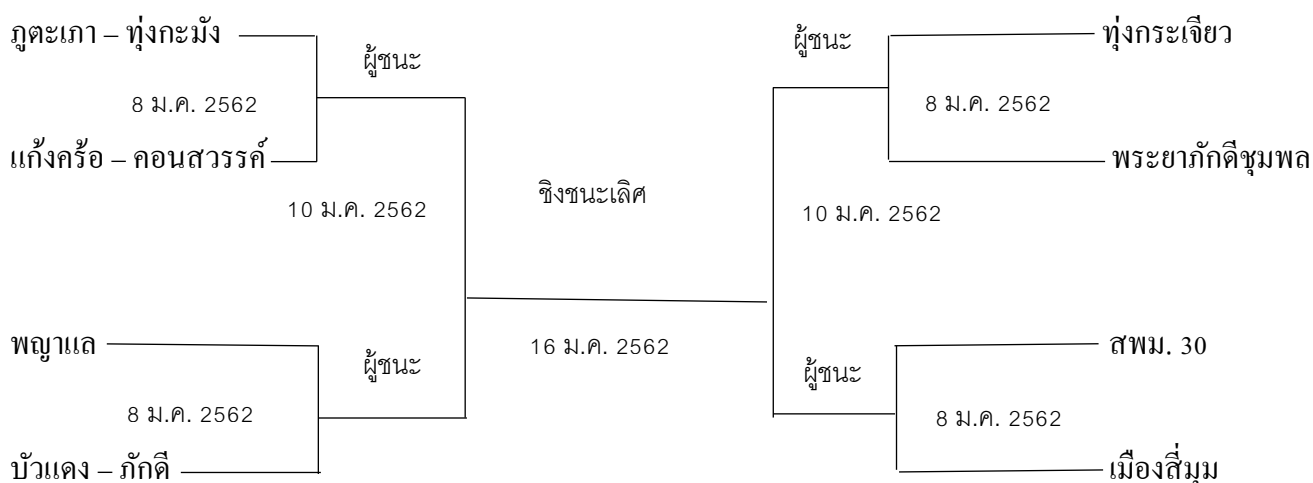 ภูตะเภา – ทุ่งกะมัง
ผู้ชนะ
ผู้ชนะ
ทุ่งกระเจียว
8 ม.ค. 2562
8 ม.ค. 2562
แก้งคร้อ – คอนสวรรค์
พระยาภักดีชุมพล
10 ม.ค. 2562
ชิงชนะเลิศ
10 ม.ค. 2562
พญาแล
ผู้ชนะ
16 ม.ค. 2562
ผู้ชนะ
สพม. 30
8 ม.ค. 2562
8 ม.ค. 2562
บัวแดง – ภักดี
เมืองสี่มุม